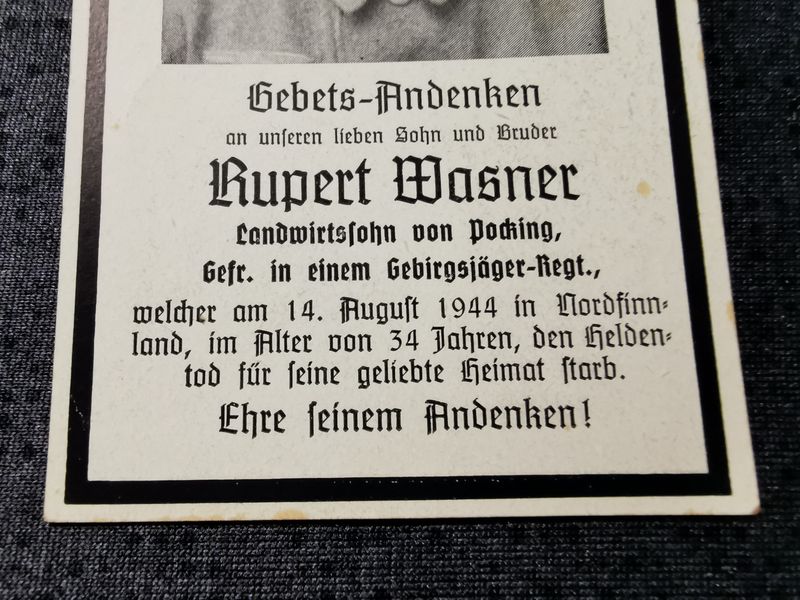 Gebets-Andenken
an unſeren lieben Sohn und Bruder
Rupert Wasner
Landwirtsſohn von Pocking,
Gefr. in einem Gebirgsjäger-Regt.,
welcher am 14. Auguſt 1944 in Nordfinn-
land, im Alter von 34 Jahren, den Helden-
tod für ſeine geliebte Heimat ſtarb.
Ehre ſeinem Andenken!